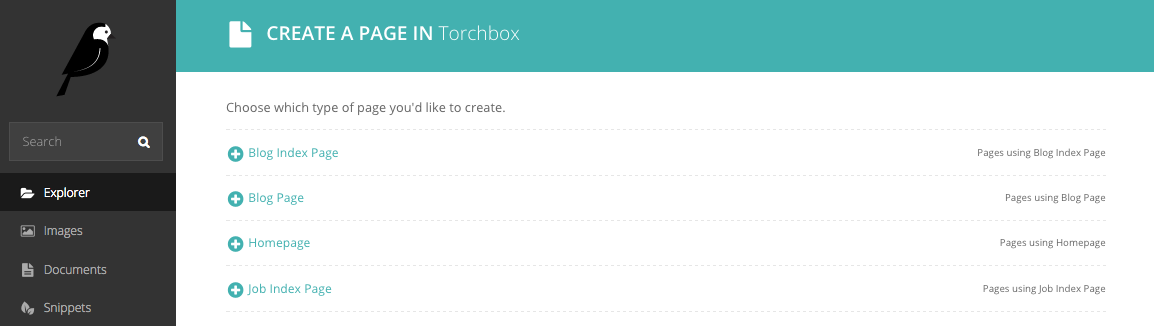 CREATE A PAGE IN Torchbox
Search
Explorer
Images
Documents
Snippets
Choose which type of page you'd like to create.
Blog Index Page Pages using Blog Index Page
Blog Page Pages using Blog Page
Homepage Pages using Homepage
Job Index Page Pages using Job Index Page